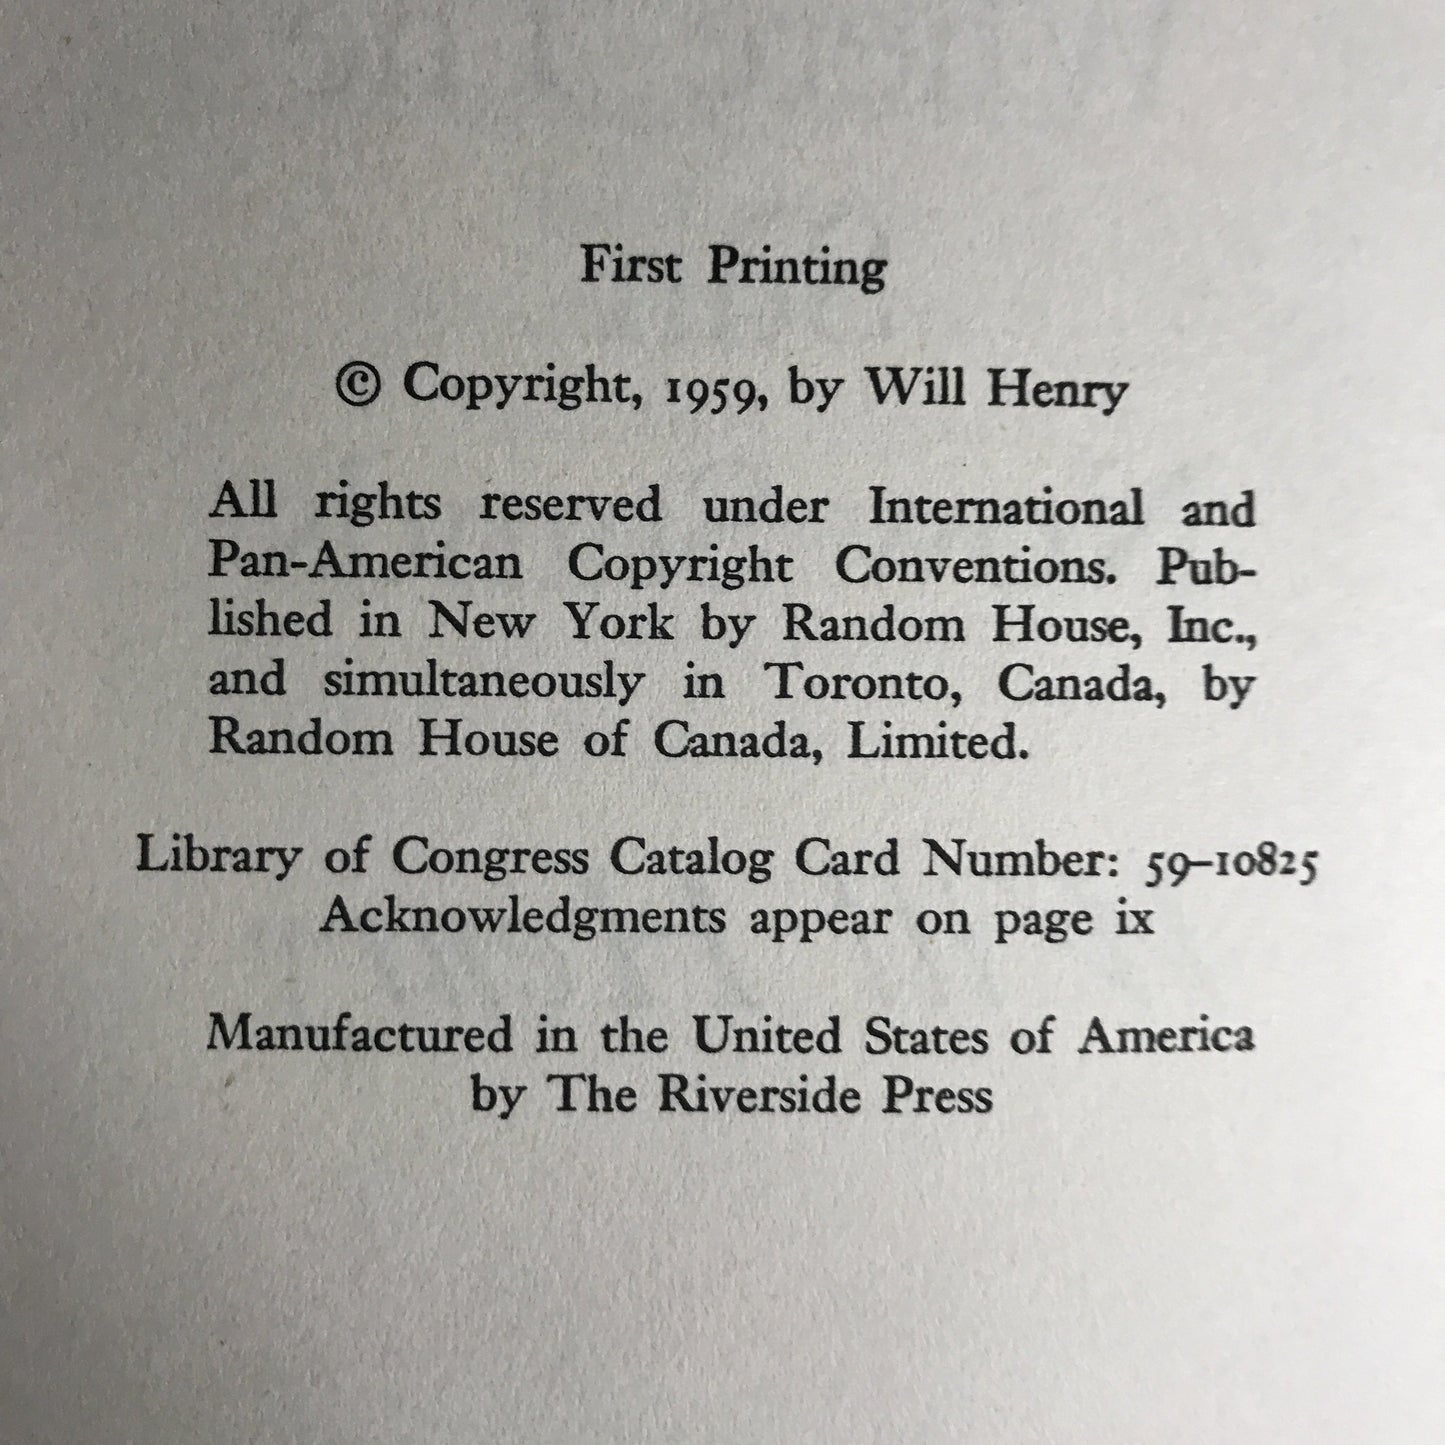 First Printing
© Copyright, 1959, by Will Henry
All rights reserved under International and
Pan-American Copyright Conventions. Pub-
lished in New York by Random House, Inc.,
and simultaneously in Toronto, Canada, by
Random House of Canada, Limited.
Library of Congress Catalog Card Number: 59–10825
Acknowledgments appear on page ix
Manufactured in the United States of America
by The Riverside Press